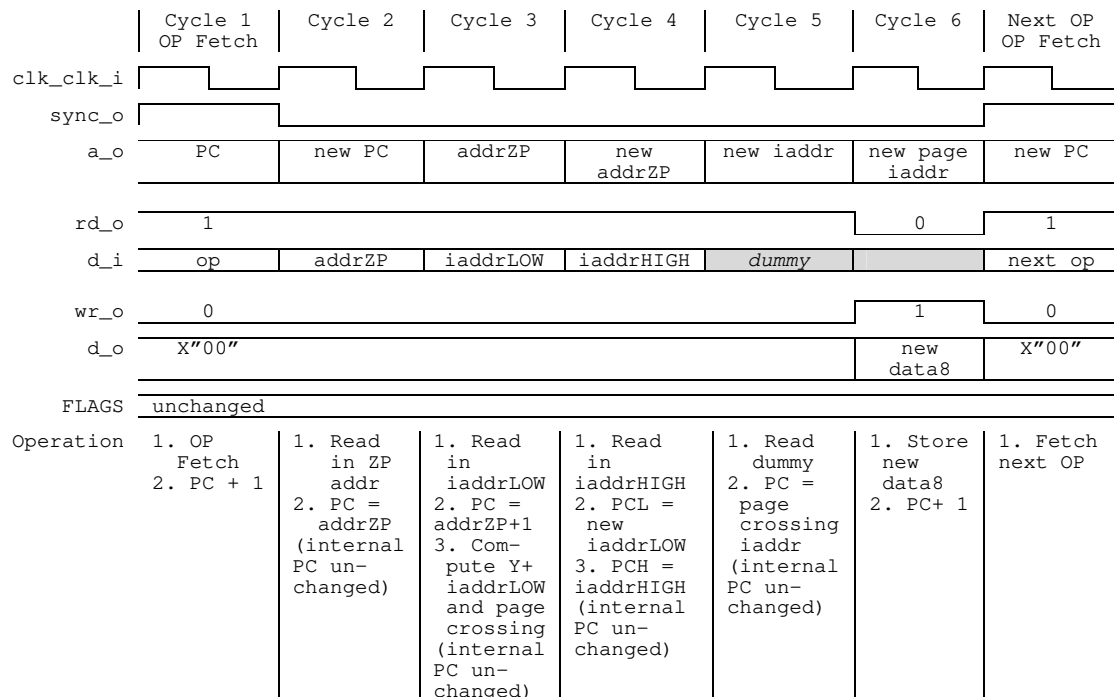 Cycle 1 Cycle 2 Cycle 3 Cycle 4 Cycle 5 Cycle 6 Next OP
OP Fetch OP Fetch
clk_clk_i
sync_o
a_o PC new PC addrZP new new iaddr new page new PC
addrZP iaddr
rd_o 1 0 1
d_i op addrZP iaddrLOW iaddrHIGH dummy next op
wr_o 0 1 0
d_o X"00" new X"00"
data8
FLAGS unchanged
Operation 1. OP 1. Read 1. Read 1. Read 1. Read 1. Store 1. Fetch
Fetch in ZP in in dummy new next OP
2. PC + 1 addr iaddrLOW iaddrHIGH 2. PC = data8
2. PC = 2. PC = 2. PCL = page 2. PC+ 1
addrZP addrZP+1 new crossing
(internal 3. Com- iaddrLOW iaddr
PC un- pute Y+ 3. PCH = (internal
changed) iaddrLOW iaddrHIGH PC un-
and page (internal changed)
crossing PC un-
(internal changed)
PC un-
changed)